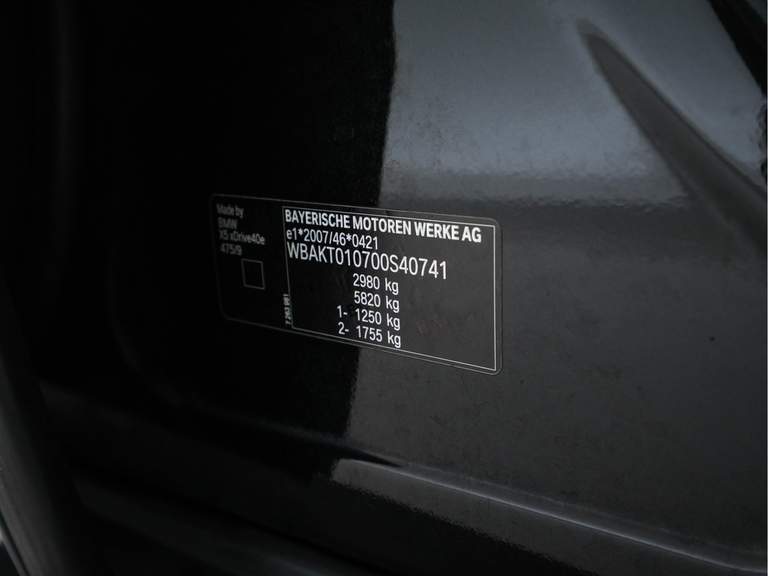 Made by
BMW
X5 xDrive40e
475/9
BAYERISCHE MOTOREN WERKE AG
e1*2007/46*0421
WBAKT010700S40741
2980 kg
5820 kg
1- 1250 kg
2- 1755 kg